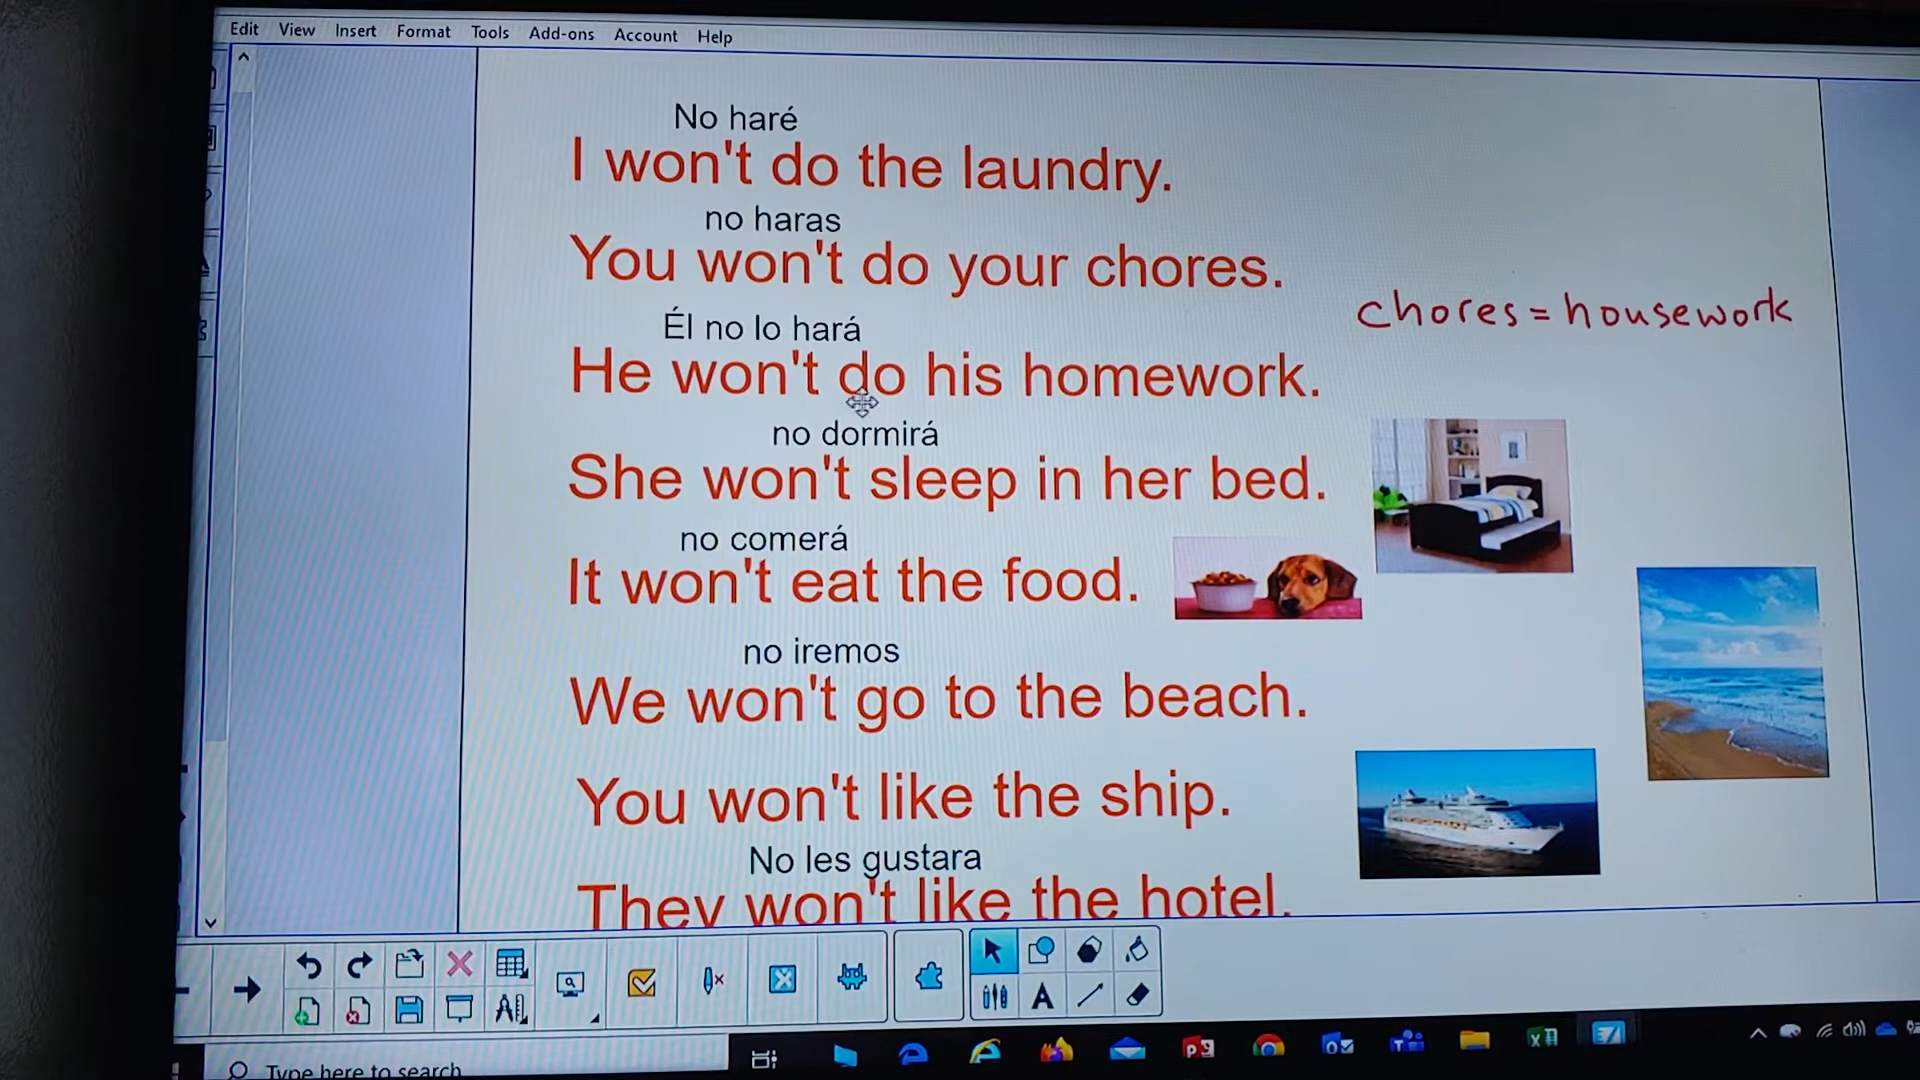 Edit View Insert Format Tools Add-ons Account Help
No haré
I won't do the laundry.
no haras
You won't do your chores.
chores = housework
Él no lo hará
He won't do his homework.
no dormirá
She won't sleep in her bed.
no comerá
It won't eat the food.
no iremos
We won't go to the beach.
You won't like the ship.
No les gustara
They won't like the hotel.
Type here to search